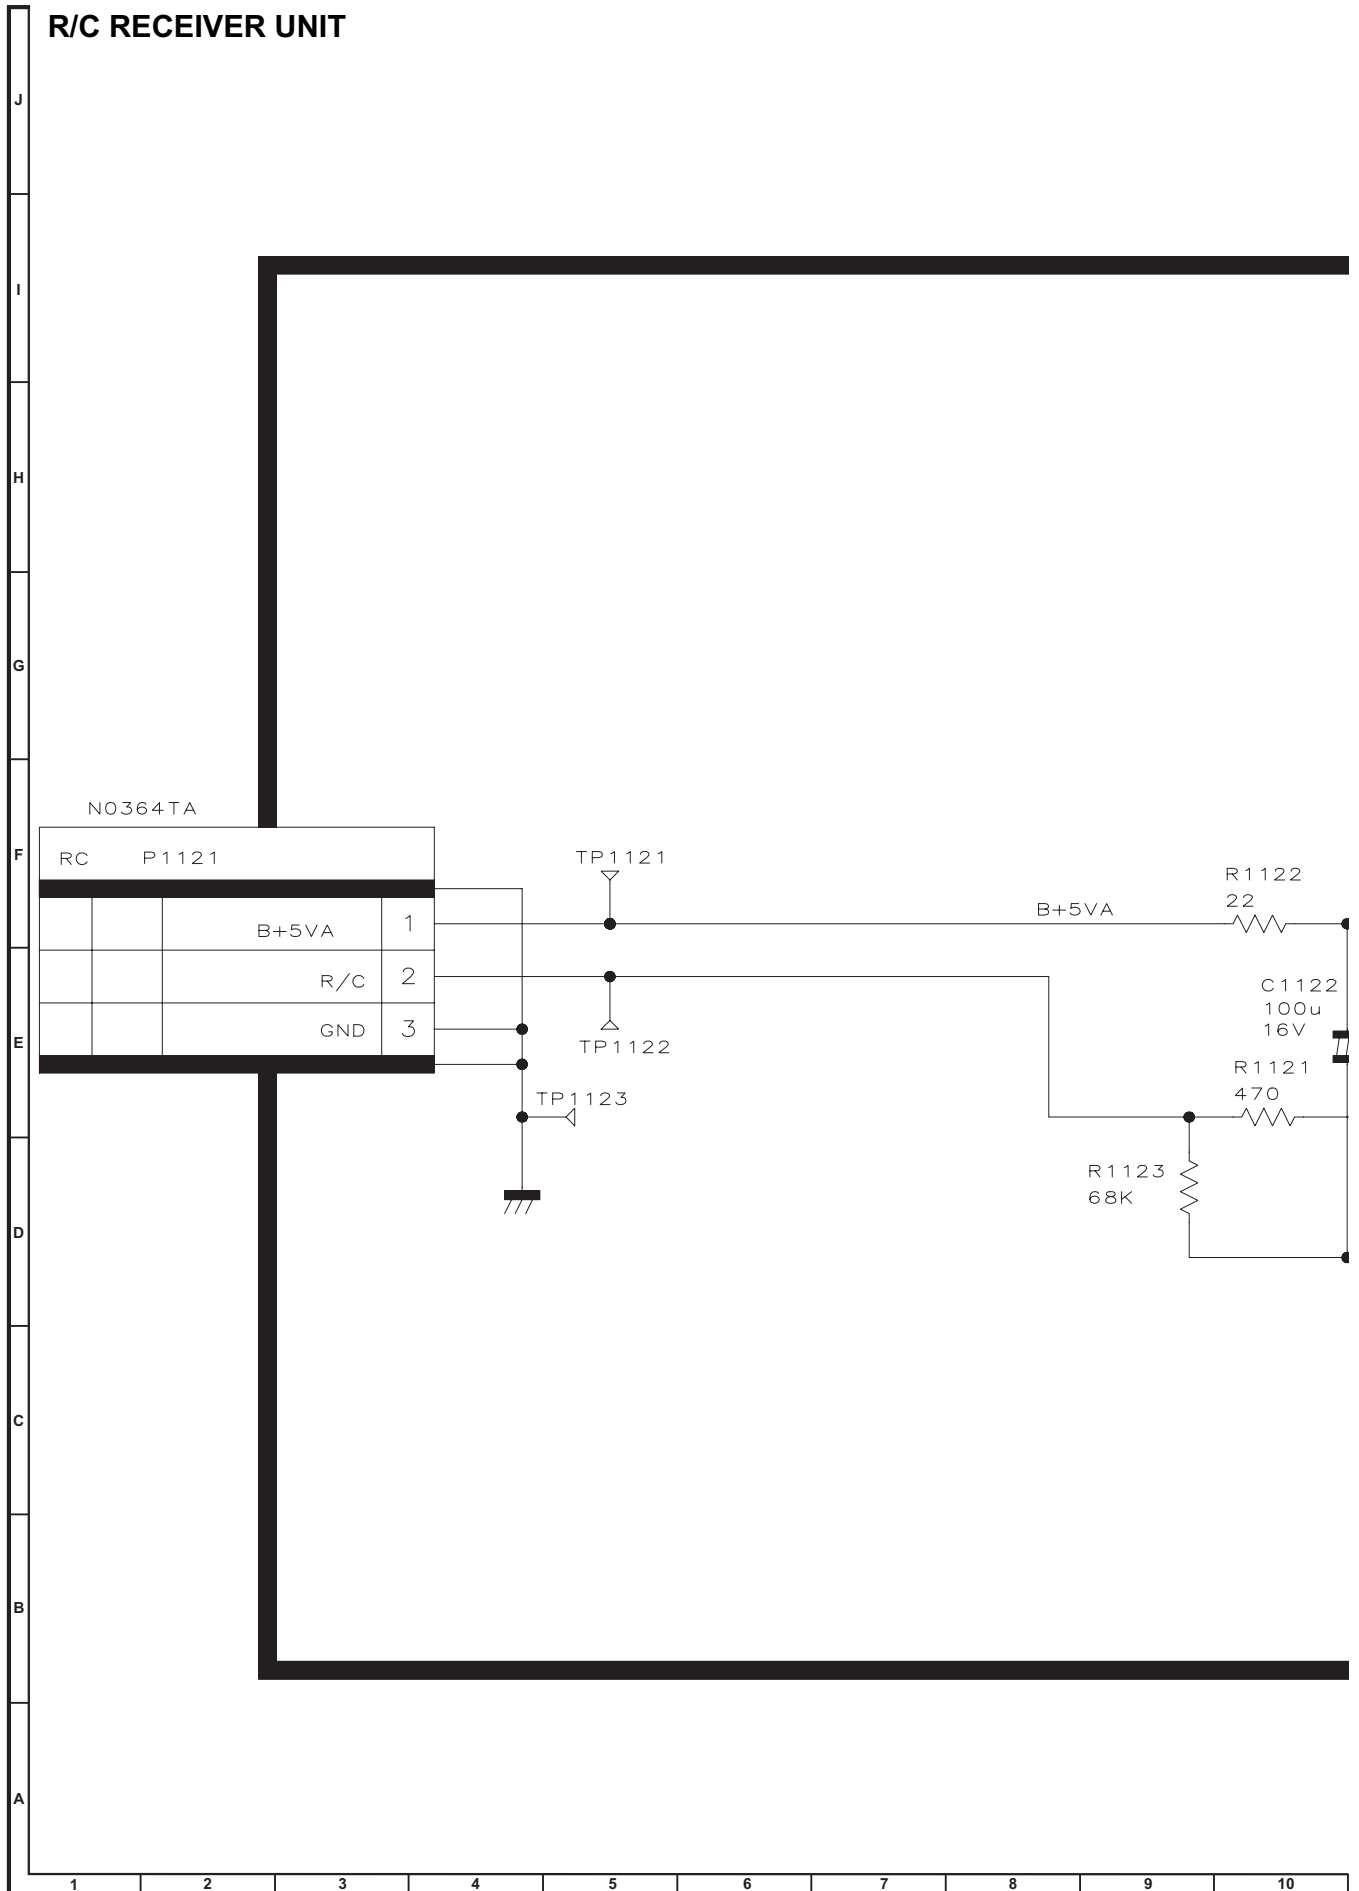 R/C RECEIVER UNIT
J
I
H
G
F
E
D
C
B
A
N0364TA
RC P1121
B+5VA 1
R/C 2
GND 3
TP1121
TP1122
TP1123
B+5VA
R1122
22
C1122
100u
16V
R1121
470
R1123
68K
1 2 3 4 5 6 7 8 9 10